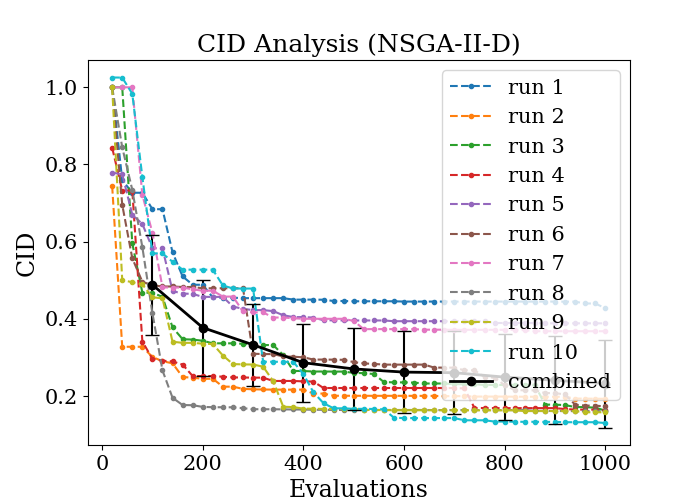 CID Analysis (NSGA-II-D)
1.0
0.8
0.6
0.4
0.2
CID
0
200
400
600
800
1000
Evaluations
run 1
run 2
run 3
run 4
run 5
run 6
run 7
run 8
run 9
run 10
combined